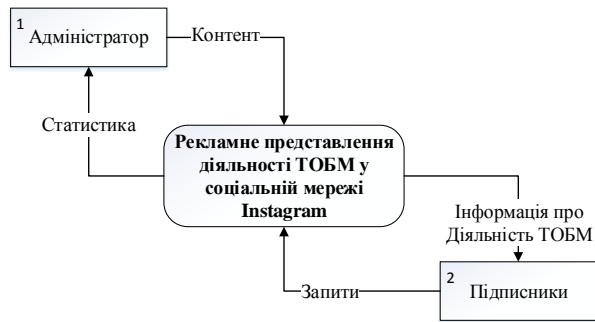 1
Адміністратор
Контент
Статистика
Рекламне представлення
діяльності ТОБМ у
соціальній мережі
Instagram
Інформація про
Діяльність ТОБМ
2
Підписники
Запити